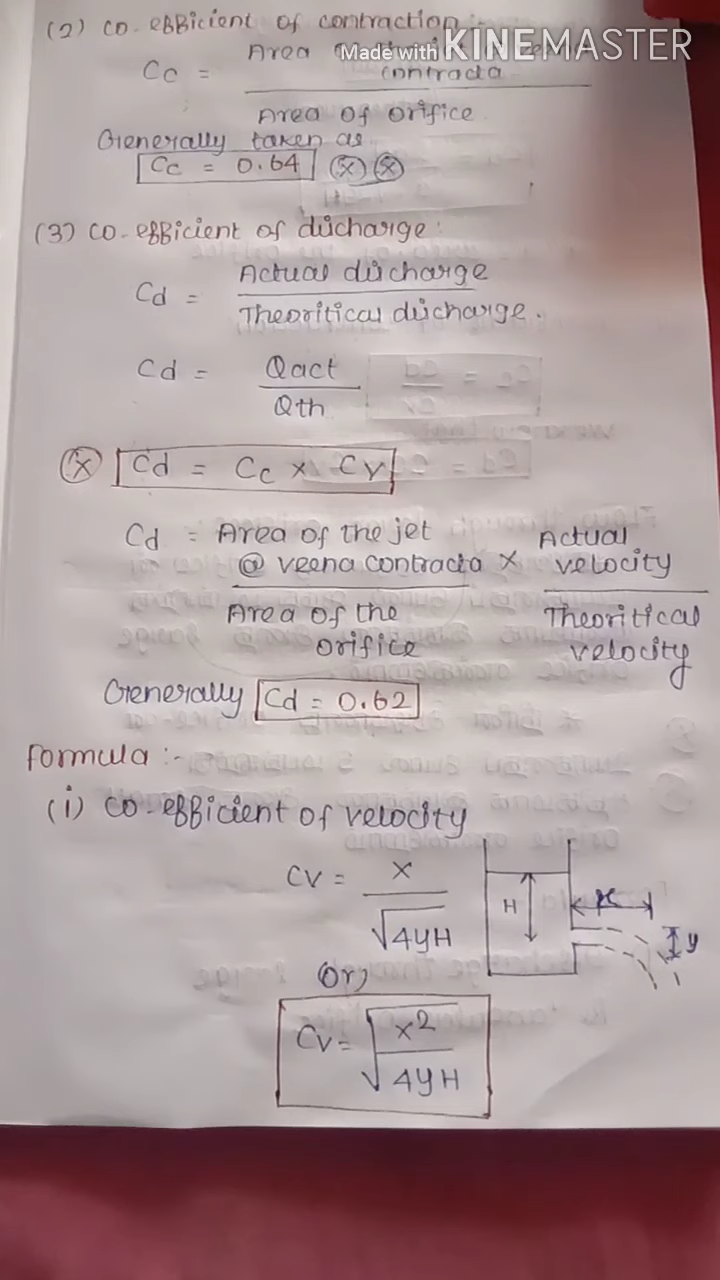 (2) co-efficient of contraction :-
Made with KINEMASTER
Cc = Area
contracta
Area of orifice
Generally taken as
Cc = 0.64 (x) (x)
(3) co-efficient of discharge:
Cd = Actual discharge
Theoritical discharge.
Cd = Qact
Qth
(x) Cd = Cc x Cv
Cd = Area of the jet
@ veena contracta x Actual velocity
Area of the orifice
Theoritical velocity
Generally Cd = 0.62
Formula :-
(i) co-efficient of velocity
CV = x
√4yH
H
x
y
Or,
Cv = √x²
4yH